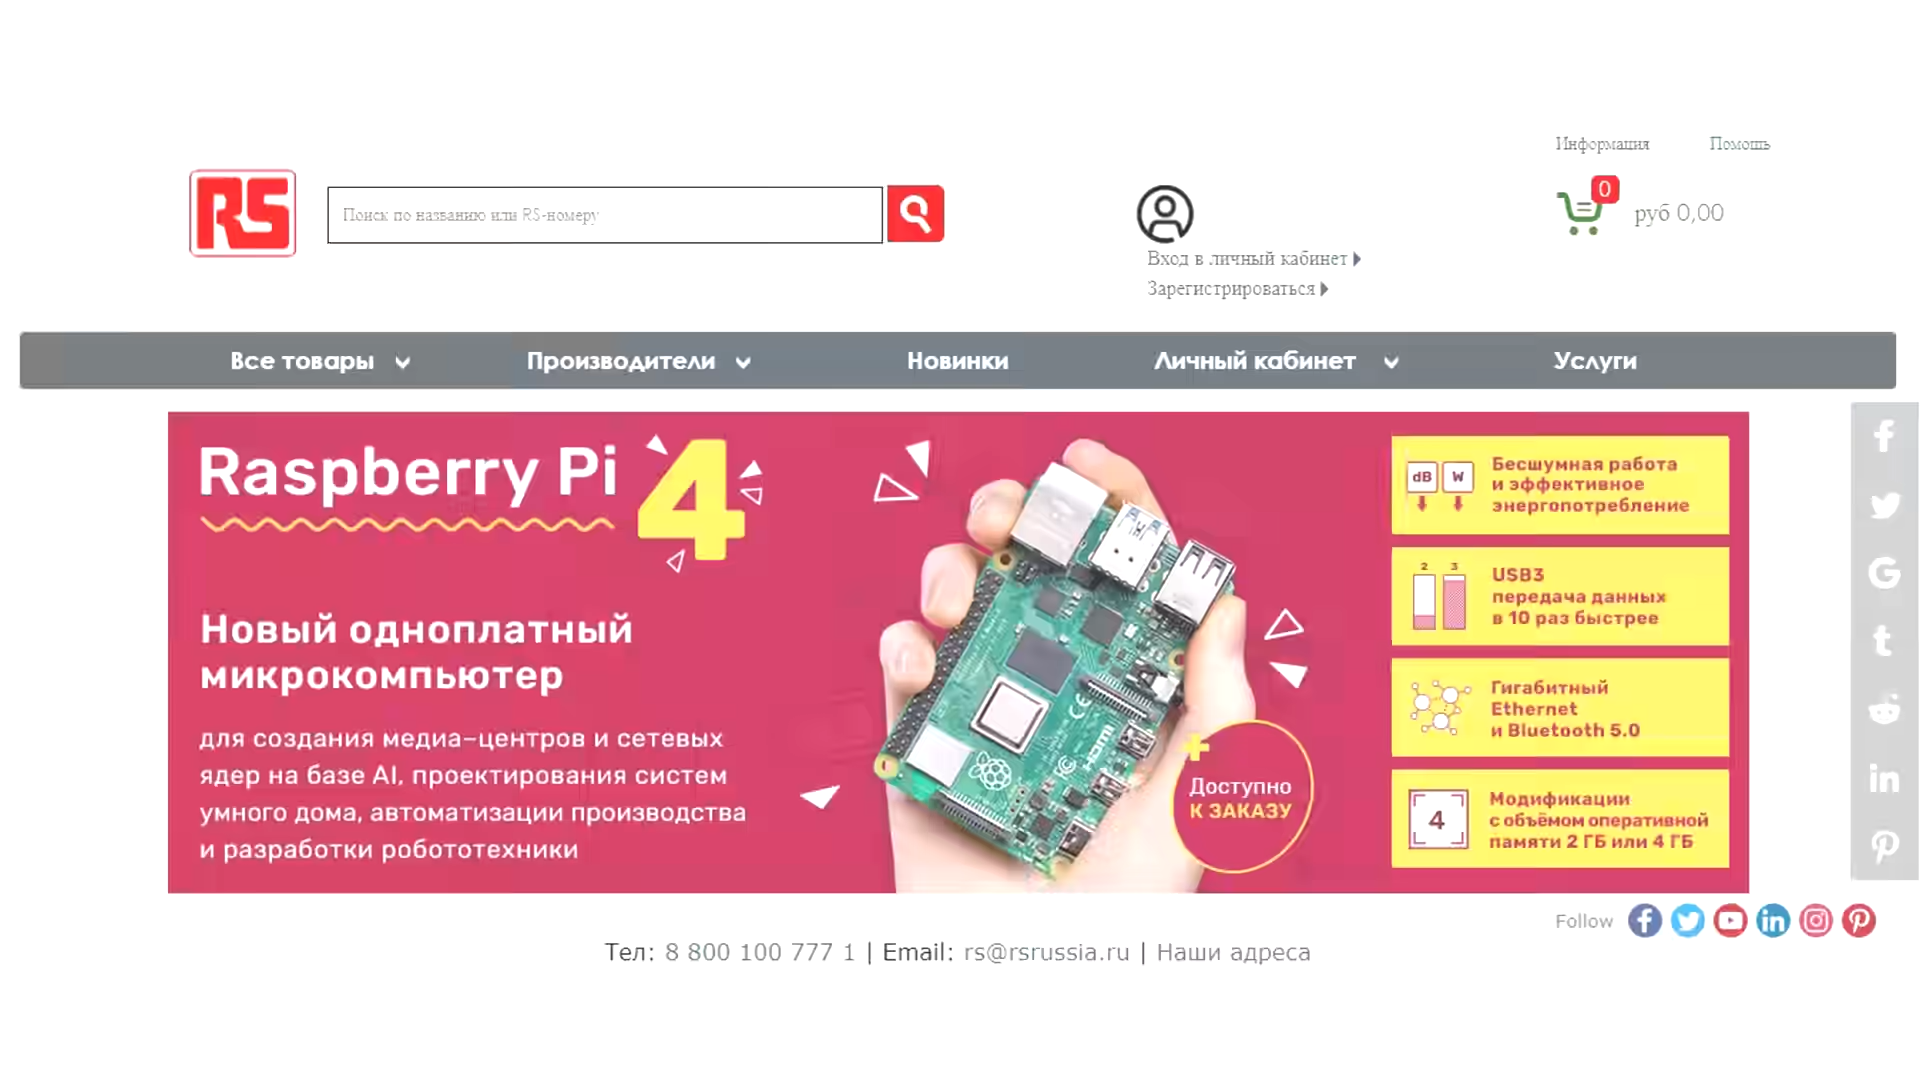 Информация Помощь
RS
Поиск по названию или RS-номеру
0
руб 0,00
Вход в личный кабинет
Зарегистрироваться
Все товары Производители Новинки Личный кабинет Услуги
Raspberry Pi 4
Новый одноплатный
микрокомпьютер
для создания медиа-центров и сетевых
ядер на базе AI, проектирования систем
умного дома, автоматизации производства
и разработки робототехники
HDMI
Доступно
К ЗАКАЗУ
dB W
Бесшумная работа
и эффективное
энергопотребление
2 3
USB3
передача данных
в 10 раз быстрее
Гигабитный
Ethernet
и Bluetooth 5.0
4
Модификации
с объёмом оперативной
памяти 2 ГБ или 4 ГБ
Follow
Тел: 8 800 100 777 1 | Email: rs@rsrussia.ru | Наши адреса